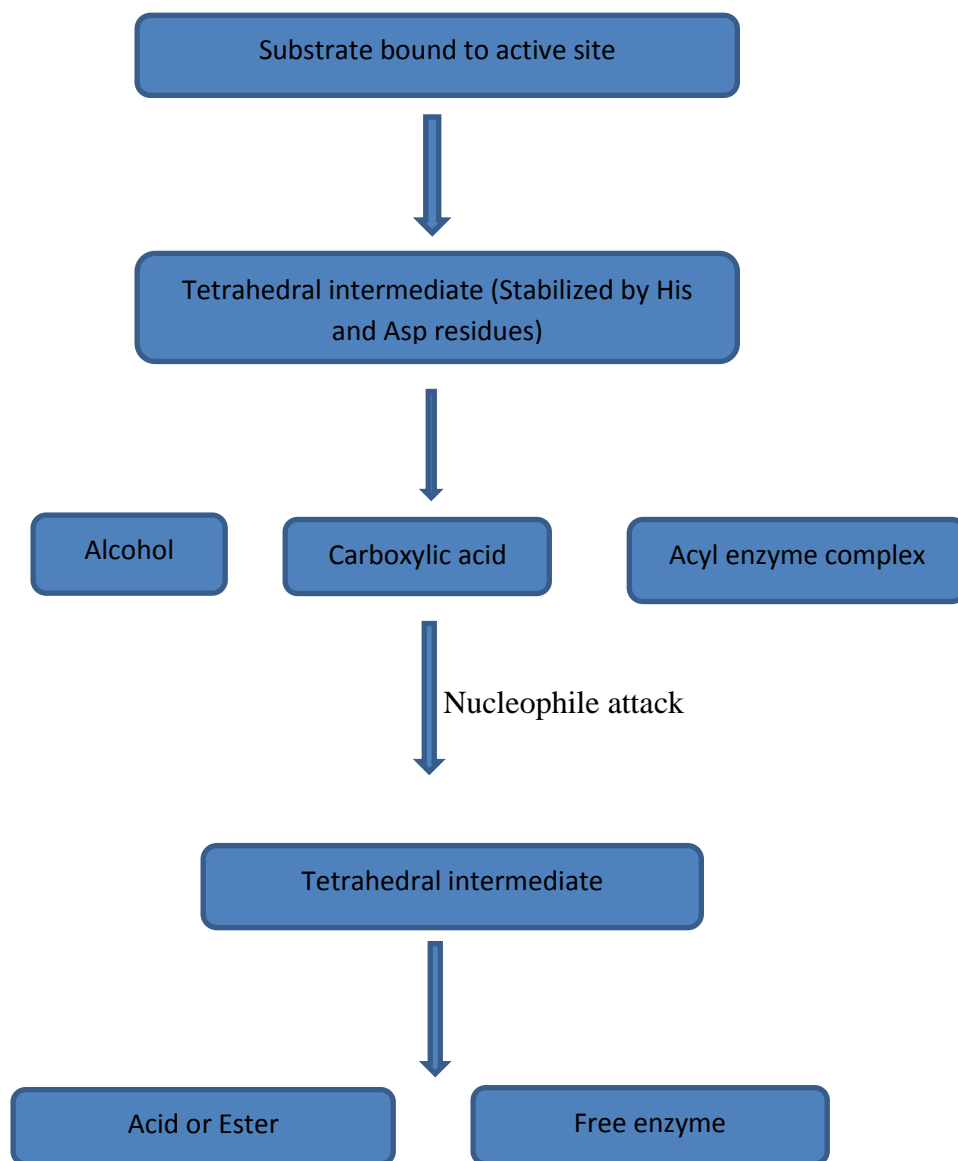 Substrate bound to active site
Tetrahedral intermediate (Stabilized by His
and Asp residues)
Alcohol
Carboxylic acid
Acyl enzyme complex
Nucleophile attack
Tetrahedral intermediate
Acid or Ester
Free enzyme